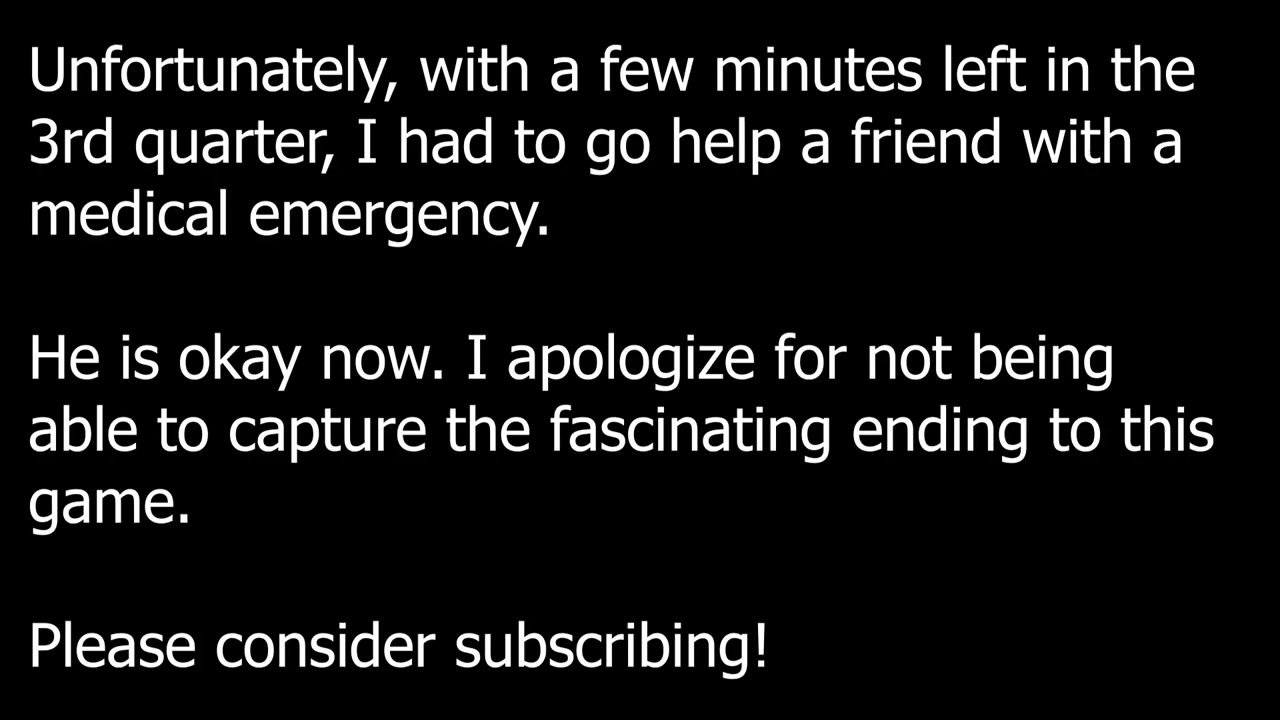 Unfortunately, with a few minutes left in the
3rd quarter, I had to go help a friend with a
medical emergency.
He is okay now. I apologize for not being
able to capture the fascinating ending to this
game.
Please consider subscribing!